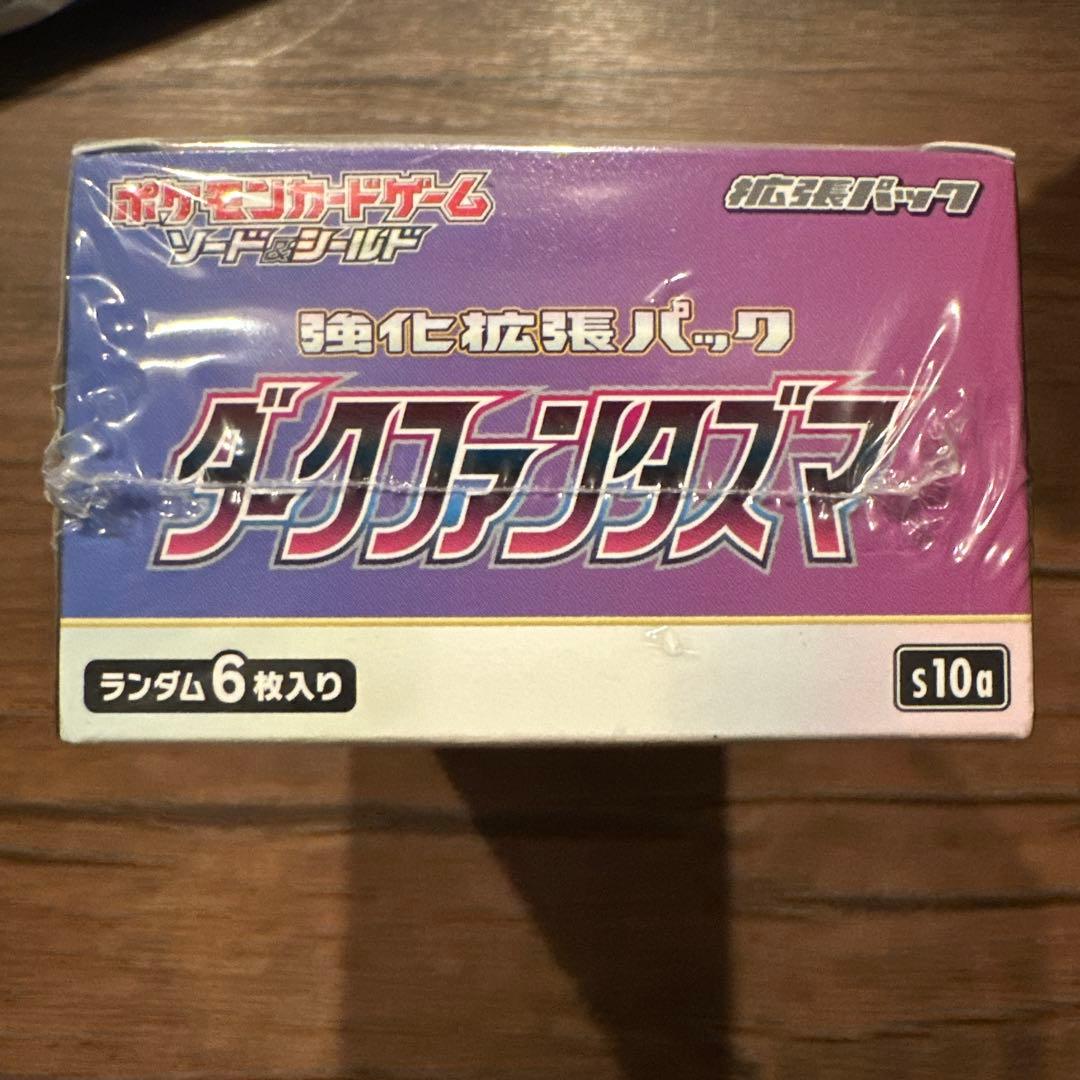 ポケモンカードゲーム
ソード&シールド
拡張パック
強化拡張パック
ダークファンタズマ
ランダム6枚入り
s10a